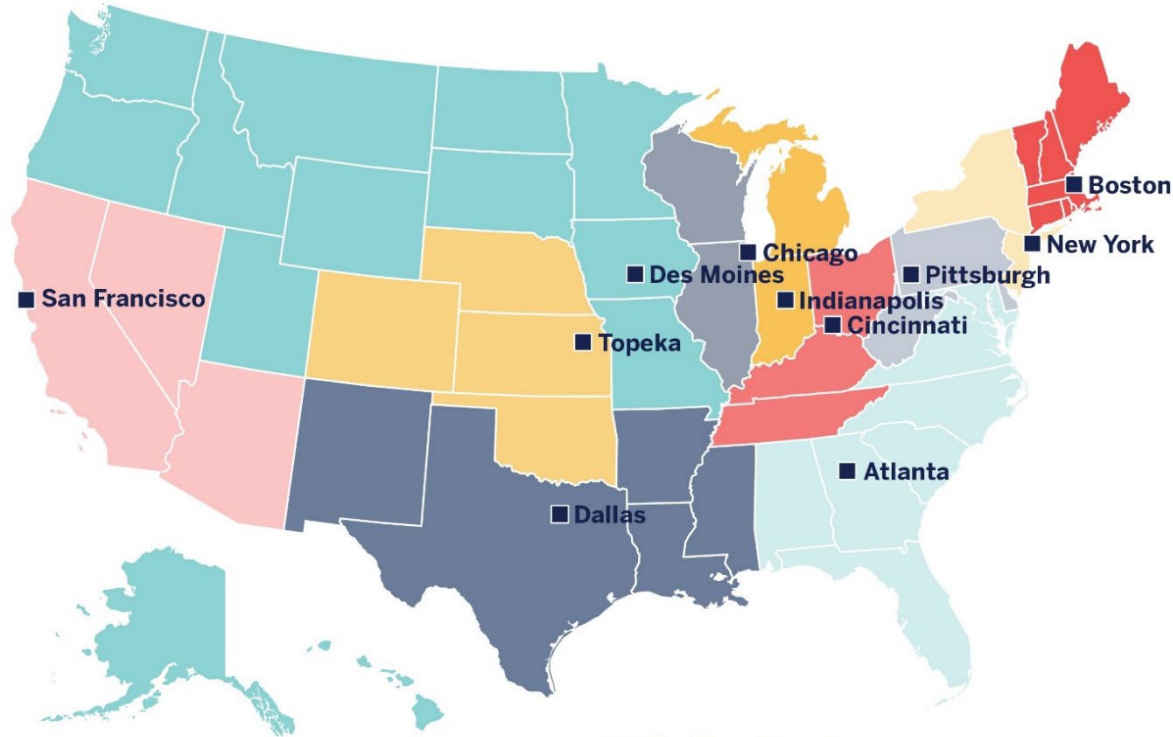 Boston
New York
Chicago
Des Moines
Pittsburgh
San Francisco
Indianapolis
Cincinnati
Topeka
Atlanta
Dallas